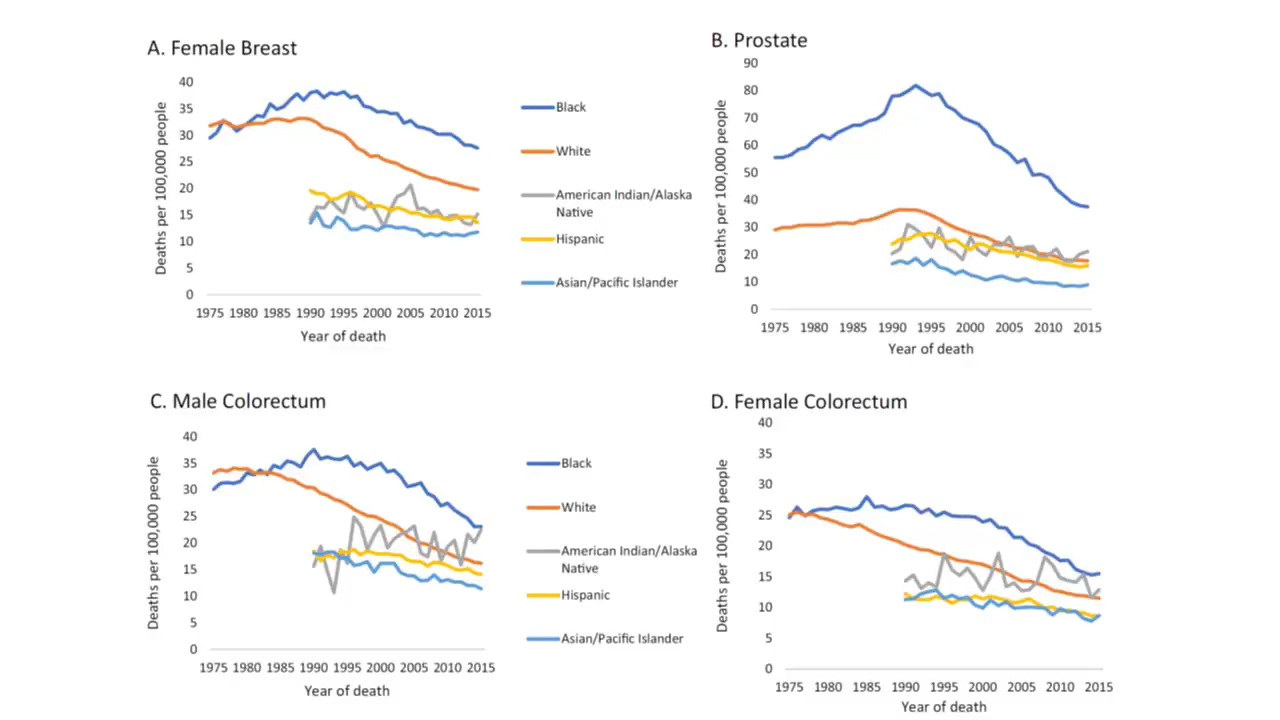 A. Female Breast
Deaths per 100,000 people
40
35
30
25
20
15
10
5
0
1975 1980 1985 1990 1995 2000 2005 2010 2015
Year of death
Black
White
American Indian/Alaska
Native
Hispanic
Asian/Pacific Islander
B. Prostate
Deaths per 100,000 people
90
80
70
60
50
40
30
20
10
0
1975 1980 1985 1990 1995 2000 2005 2010 2015
Year of death
C. Male Colorectum
Deaths per 100,000 people
40
35
30
25
20
15
10
5
0
1975 1980 1985 1990 1995 2000 2005 2010 2015
Year of death
Black
White
American Indian/Alaska
Native
Hispanic
Asian/Pacific Islander
D. Female Colorectum
Deaths per 100,000 people
40
35
30
25
20
15
10
5
0
1975 1980 1985 1990 1995 2000 2005 2010 2015
Year of death